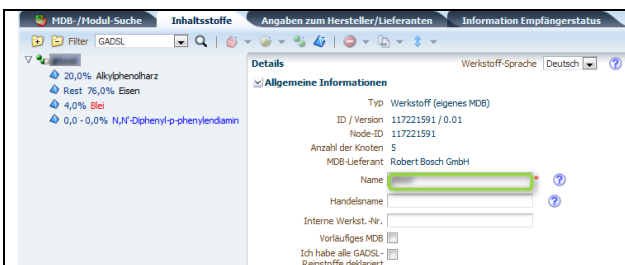 MDB-/Modul-Suche Inhaltsstoffe Angaben zum Hersteller/Lieferanten Information Empfängerstatus
Filter GADSL
20,0% Alkylphenolharz
Rest 76,0% Eisen
4,0% Blei
0,0 - 0,0% N,N'-Diphenyl-p-phenylendiamin
Details Werkstoff-Sprache Deutsch ?
Allgemeine Informationen
Typ Werkstoff (eigenes MDB)
ID / Version 117221591 / 0.01
Node-ID 117221591
Anzahl der Knoten 5
MDB-Lieferant Robert Bosch GmbH
Name * ?
Handelsname ?
Interne Werkst.-Nr.
Vorläufiges MDB
Ich habe alle GADSL-
Reinstoffe deklariert